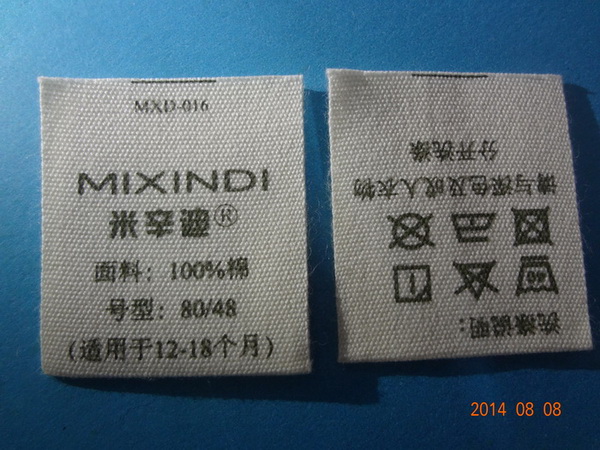 MXD-016
MIXINDI
米辛迪®
面料：100%棉
号型：80/48
（适用于12-18个月）
洗涤说明：
40
请与深色及成人衣物
分开洗涤
2014 08 08